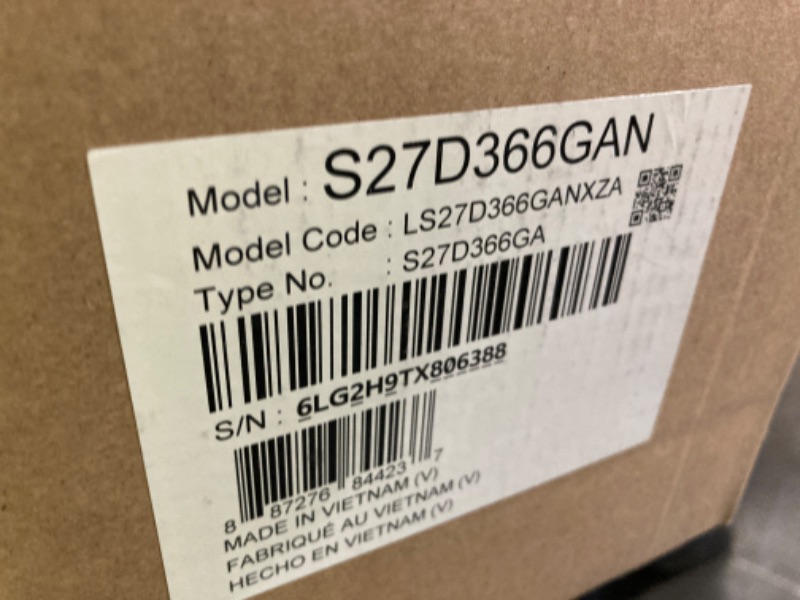 Model : S27D366GAN
Model Code : LS27D366GANXZA
Type No. : S27D366GA
S/N : 6LG2H9TX806388
8 87276 84423 7
MADE IN VIETNAM (V)
FABRIQUÉ AU VIETNAM (V)
HECHO EN VIETNAM (V)